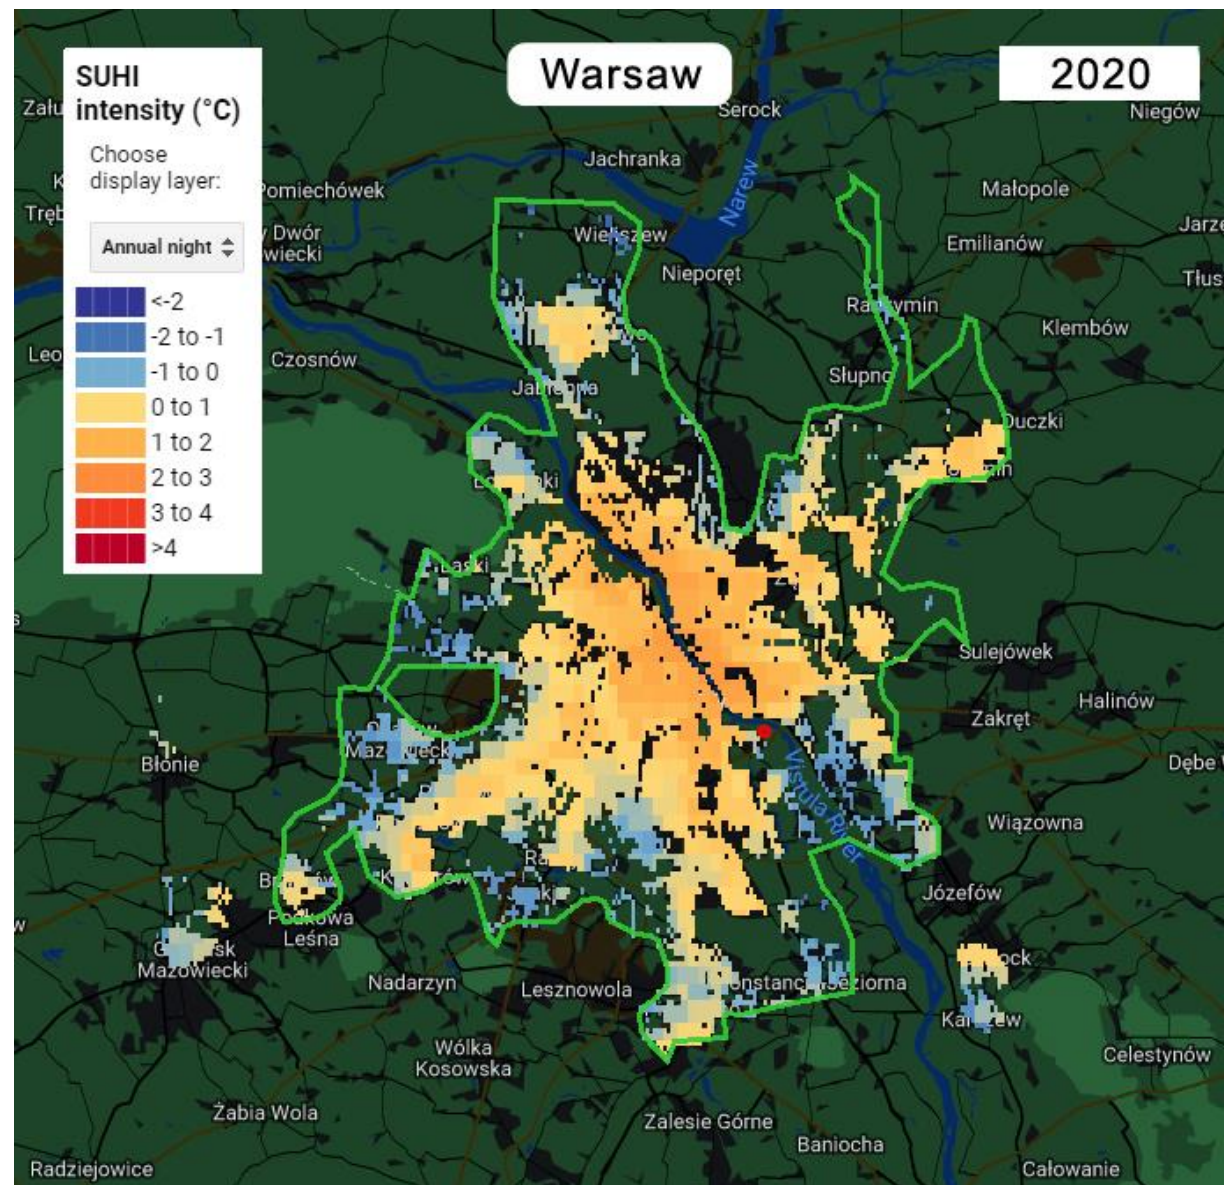 Warsaw
2020
SUHI
intensity (°C)
Choose
display layer:
Annual night
<-2
-2 to -1
-1 to 0
0 to 1
1 to 2
2 to 3
3 to 4
>4
Serock
Niegów
Jachranka
Pomiechówek
Małopole
Narew
Emilianów
Nieporęt
Klembów
Czosnów
Słupno
Jabłonna
Duczki
Laski
Sulejówek
Halinów
Zakręt
Błonie
Vistula River
Wiązowna
Józefów
Podkowa
Leśna
Mazowiecki
Nadarzyn
Lesznowola
Wólka
Kosowska
Celestynów
Żabia Wola
Zalesie Górne
Baniocha
Radziejowice
Całowanie